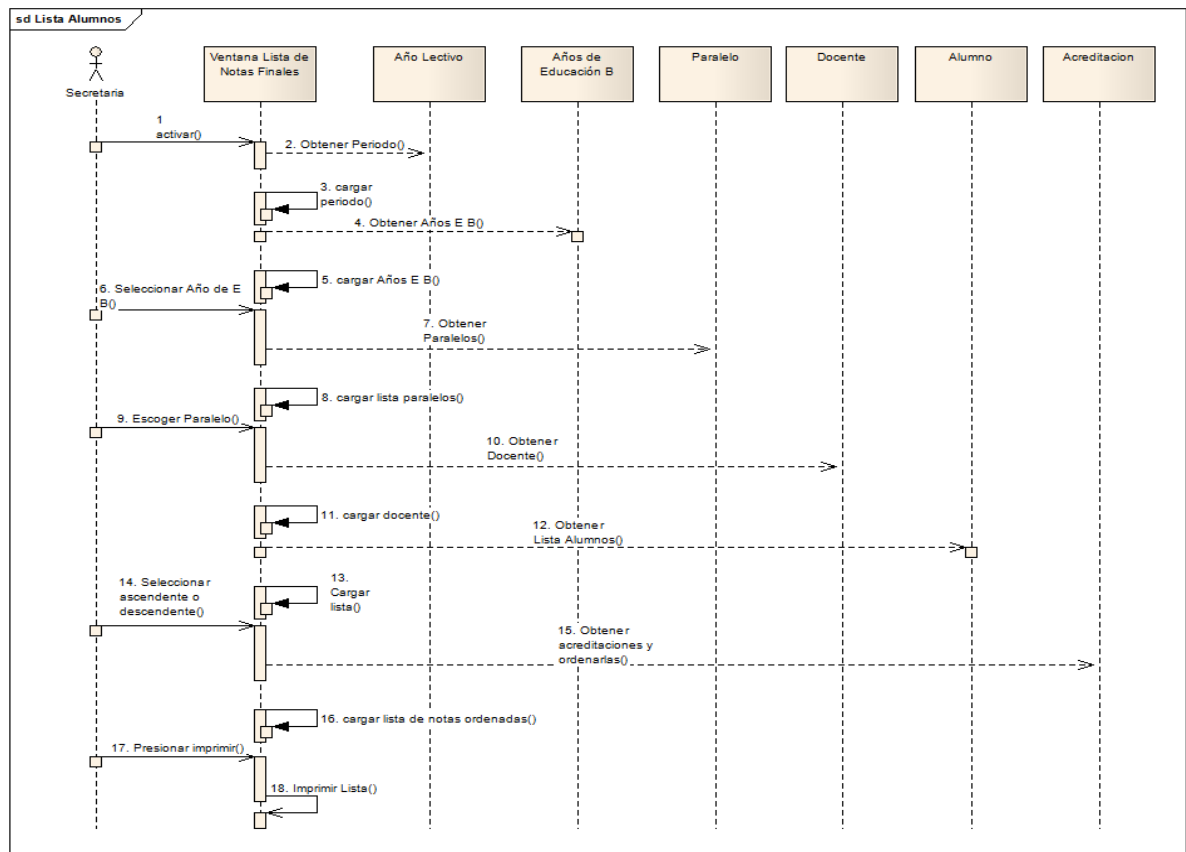 sd Lista Alumnos
Secretaria
Ventana Lista de
Notas Finales
Año Lectivo
Años de
Educación B
Paralelo
Docente
Alumno
Acreditacion
1
activar()
2. Obtener Periodo()
3. cargar
periodo()
4. Obtener Años E B()
5. cargar Años E B()
6. Seleccionar Año de E
B()
7. Obtener
Paralelos()
8. cargar lista paralelos()
9. Escoger Paralelo()
10. Obtener
Docente()
11. cargar docente()
12. Obtener
Lista Alumnos()
13.
Cargar
lista()
14. Seleccionar
ascendente o
descendente()
15. Obtener
acreditaciones y
ordenarlas()
16. cargar lista de notas ordenadas()
17. Presionar imprimir()
18. Imprimir Lista()